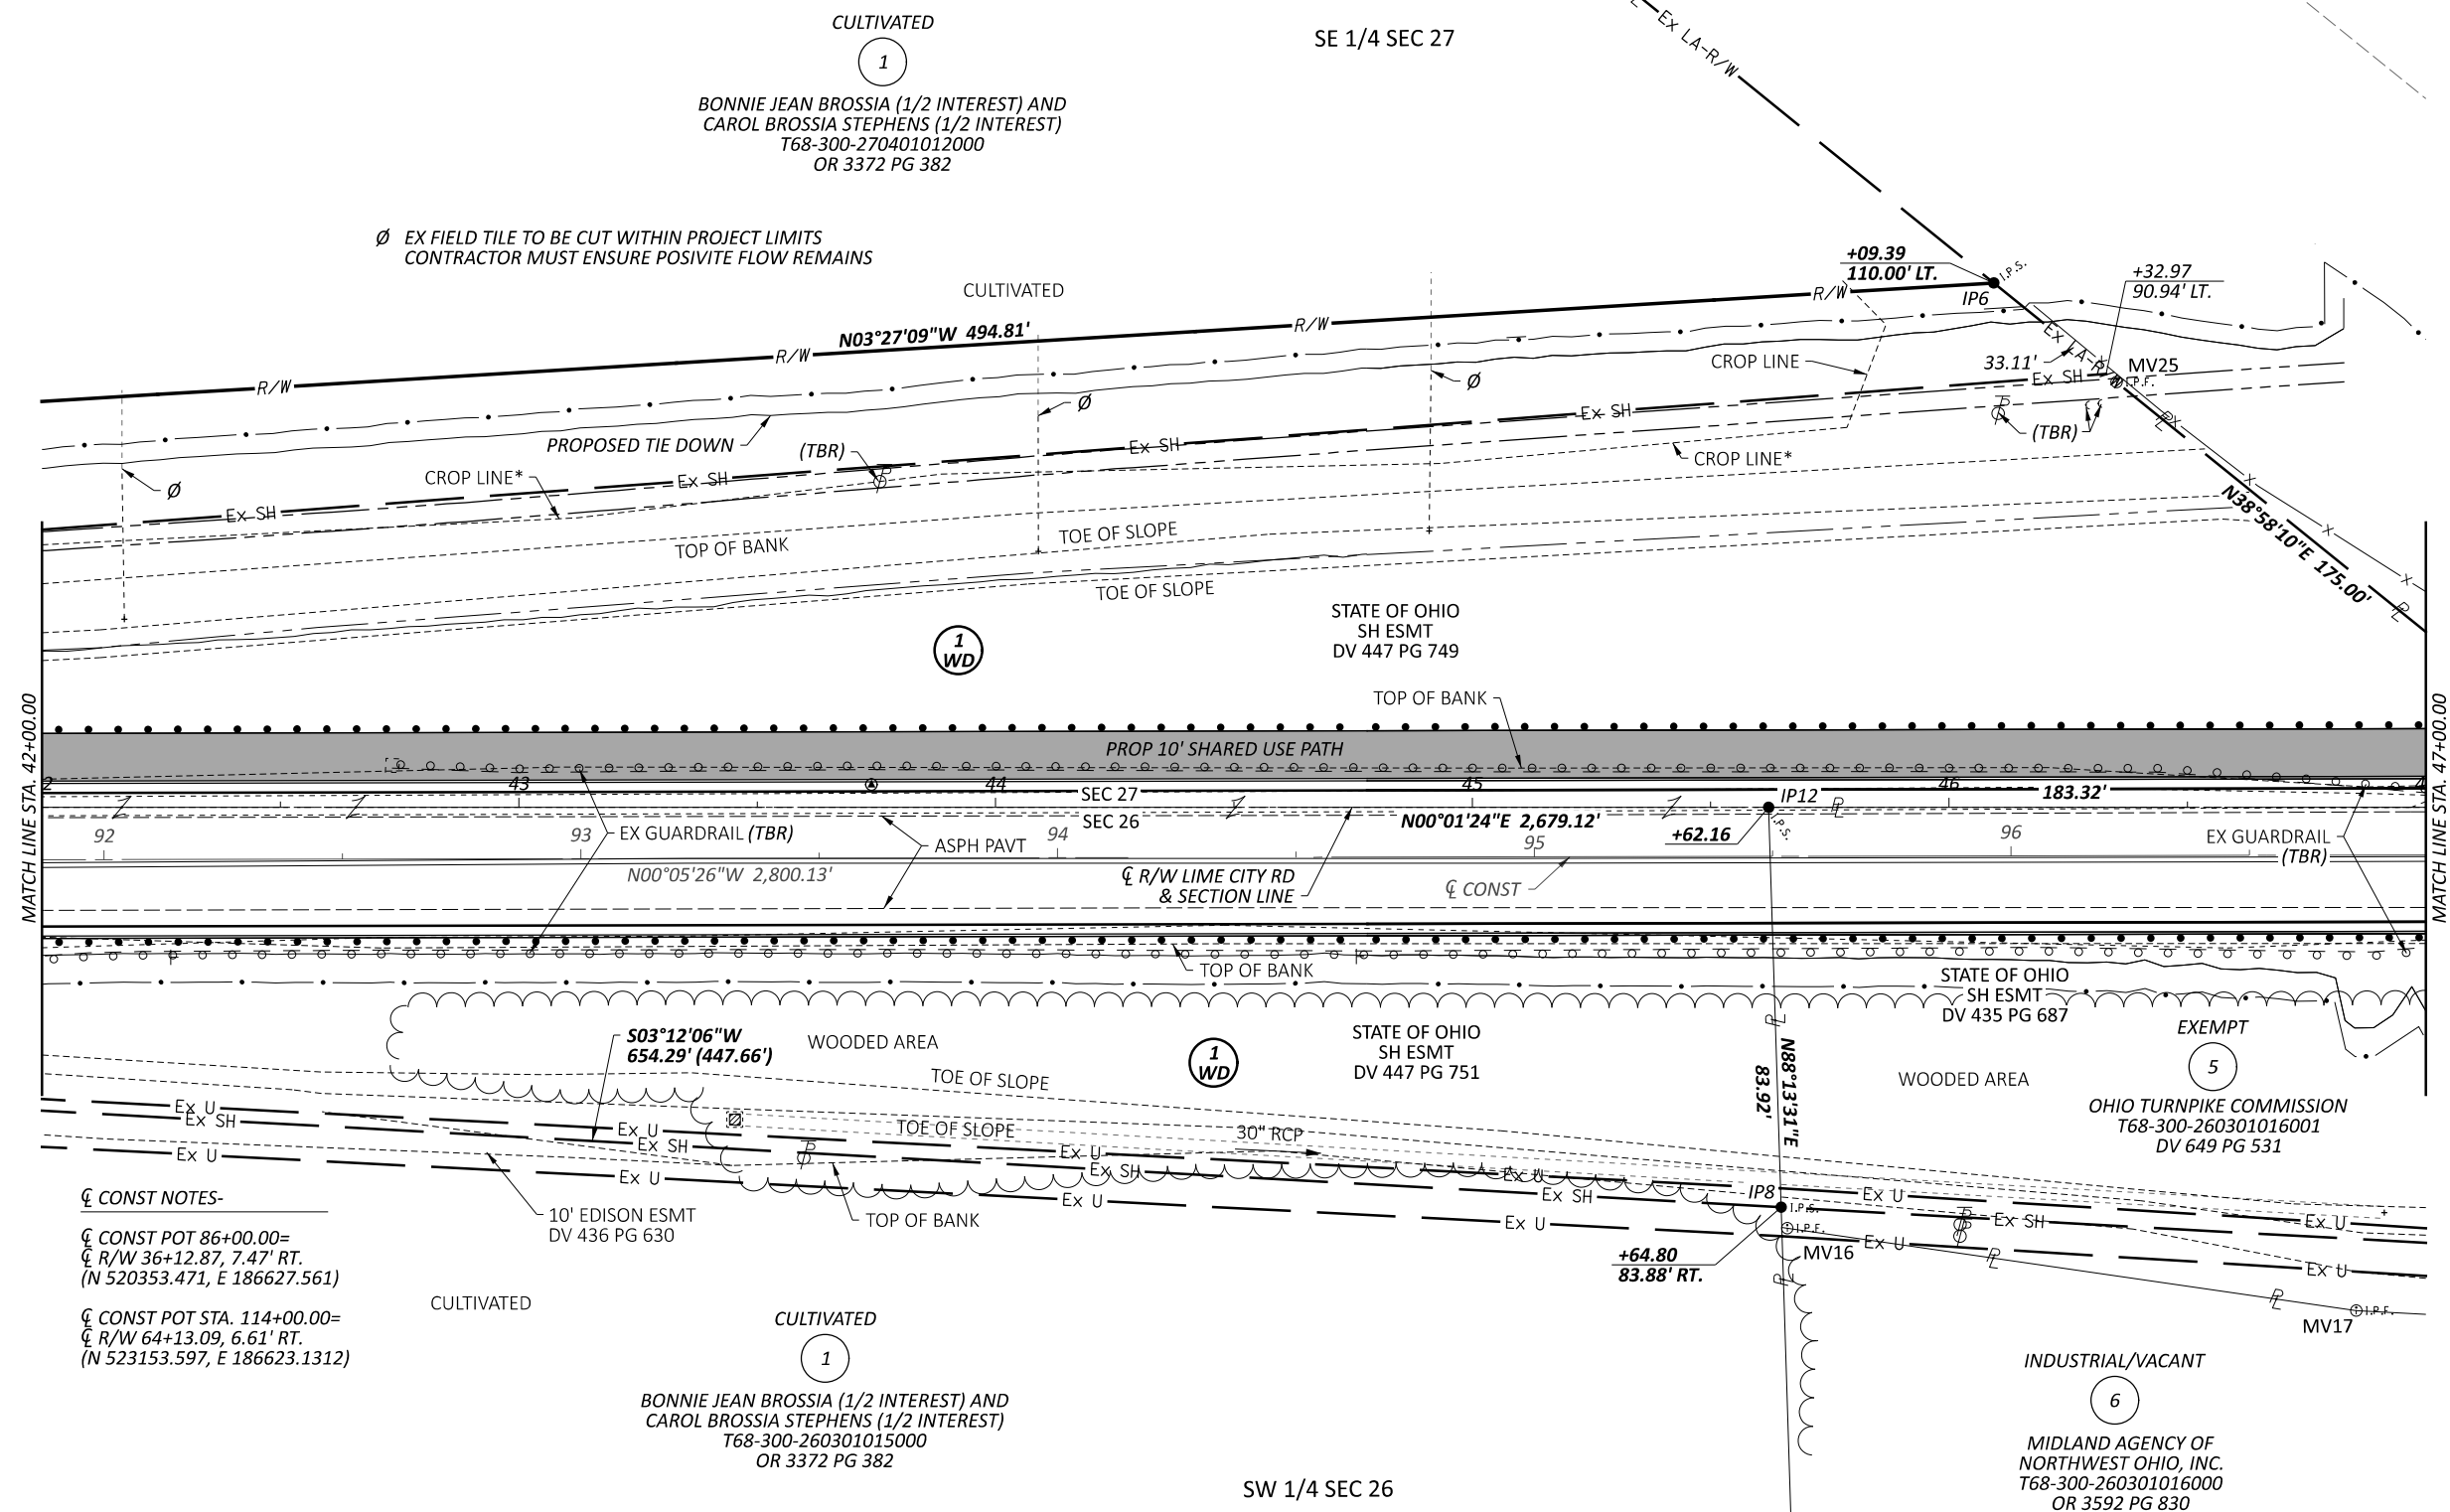 CULTIVATED
1
BONNIE JEAN BROSSIA (1/2 INTEREST) AND
CAROL BROSSIA STEPHENS (1/2 INTEREST)
T68-300-270401012000
OR 3372 PG 382
SE 1/4 SEC 27
Ex LA-R/W
Ø EX FIELD TILE TO BE CUT WITHIN PROJECT LIMITS
CONTRACTOR MUST ENSURE POSIVITE FLOW REMAINS
CULTIVATED
+09.39
110.00' LT.
I.P.S.
IP6
+32.97
90.94' LT.
R/W
R/W
R/W
R/W
N03°27'09"W 494.81'
CROP LINE
33.11'
Ex LA-R/W
MV25
I.P.F.
Ex SH
Ø
Ø
Ø
PROPOSED TIE DOWN
(TBR)
(TBR)
CROP LINE*
CROP LINE*
Ex SH
Ex SH
Ex SH
Ex SH
PL
N38°58'10"E 175.00'
PL
TOP OF BANK
TOE OF SLOPE
TOE OF SLOPE
STATE OF OHIO
SH ESMT
DV 447 PG 749
1
WD
TOP OF BANK
MATCH LINE STA. 42+00.00
MATCH LINE STA. 47+00.00
PROP 10' SHARED USE PATH
2
43
44
45
46
4
SEC 27
SEC 26
IP12
I.P.S.
PL
183.32'
92
93
94
95
96
EX GUARDRAIL (TBR)
ASPH PAVT
N00°01'24"E 2,679.12'
+62.16
EX GUARDRAIL
(TBR)
N00°05'26"W 2,800.13'
℄ R/W LIME CITY RD
& SECTION LINE
℄ CONST
TOP OF BANK
STATE OF OHIO
SH ESMT
DV 435 PG 687
S03°12'06"W
654.29' (447.66')
WOODED AREA
STATE OF OHIO
SH ESMT
DV 447 PG 751
1
WD
PL
N88°13'31"E
83.92'
EXEMPT
5
OHIO TURNPIKE COMMISSION
T68-300-260301016001
DV 649 PG 531
WOODED AREA
TOE OF SLOPE
TOE OF SLOPE
30" RCP
Ex U
Ex SH
Ex U
Ex U
Ex SH
Ex U
Ex U
Ex SH
Ex U
Ex U
Ex SH
Ex U
IP8
I.P.S.
I.P.F.
MV16
Ex U
Ex SH
Ex U
Ex U
Ex U
+64.80
83.88' RT.
PL
PL
PL
I.P.F.
MV17
10' EDISON ESMT
DV 436 PG 630
TOP OF BANK
℄ CONST NOTES-
℄ CONST POT 86+00.00=
℄ R/W 36+12.87, 7.47' RT.
(N 520353.471, E 186627.561)
℄ CONST POT STA. 114+00.00=
℄ R/W 64+13.09, 6.61' RT.
(N 523153.597, E 186623.1312)
CULTIVATED
CULTIVATED
1
BONNIE JEAN BROSSIA (1/2 INTEREST) AND
CAROL BROSSIA STEPHENS (1/2 INTEREST)
T68-300-260301015000
OR 3372 PG 382
SW 1/4 SEC 26
INDUSTRIAL/VACANT
6
MIDLAND AGENCY OF
NORTHWEST OHIO, INC.
T68-300-260301016000
OR 3592 PG 830